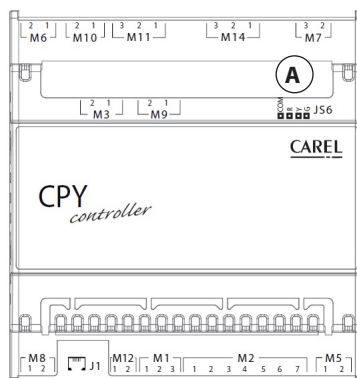 2 1 2 1 3 2 1 3 2 1 3 2 1
M6 M10 M11 M14 M7
A
2 1 2 1
M3 M9
COM R Y G JS6
CAREL
CPY
controller
M8 J1 M12 M1 M2 M5
1 2 1 2 1 2 3 1 2 3 4 5 6 7 1 2